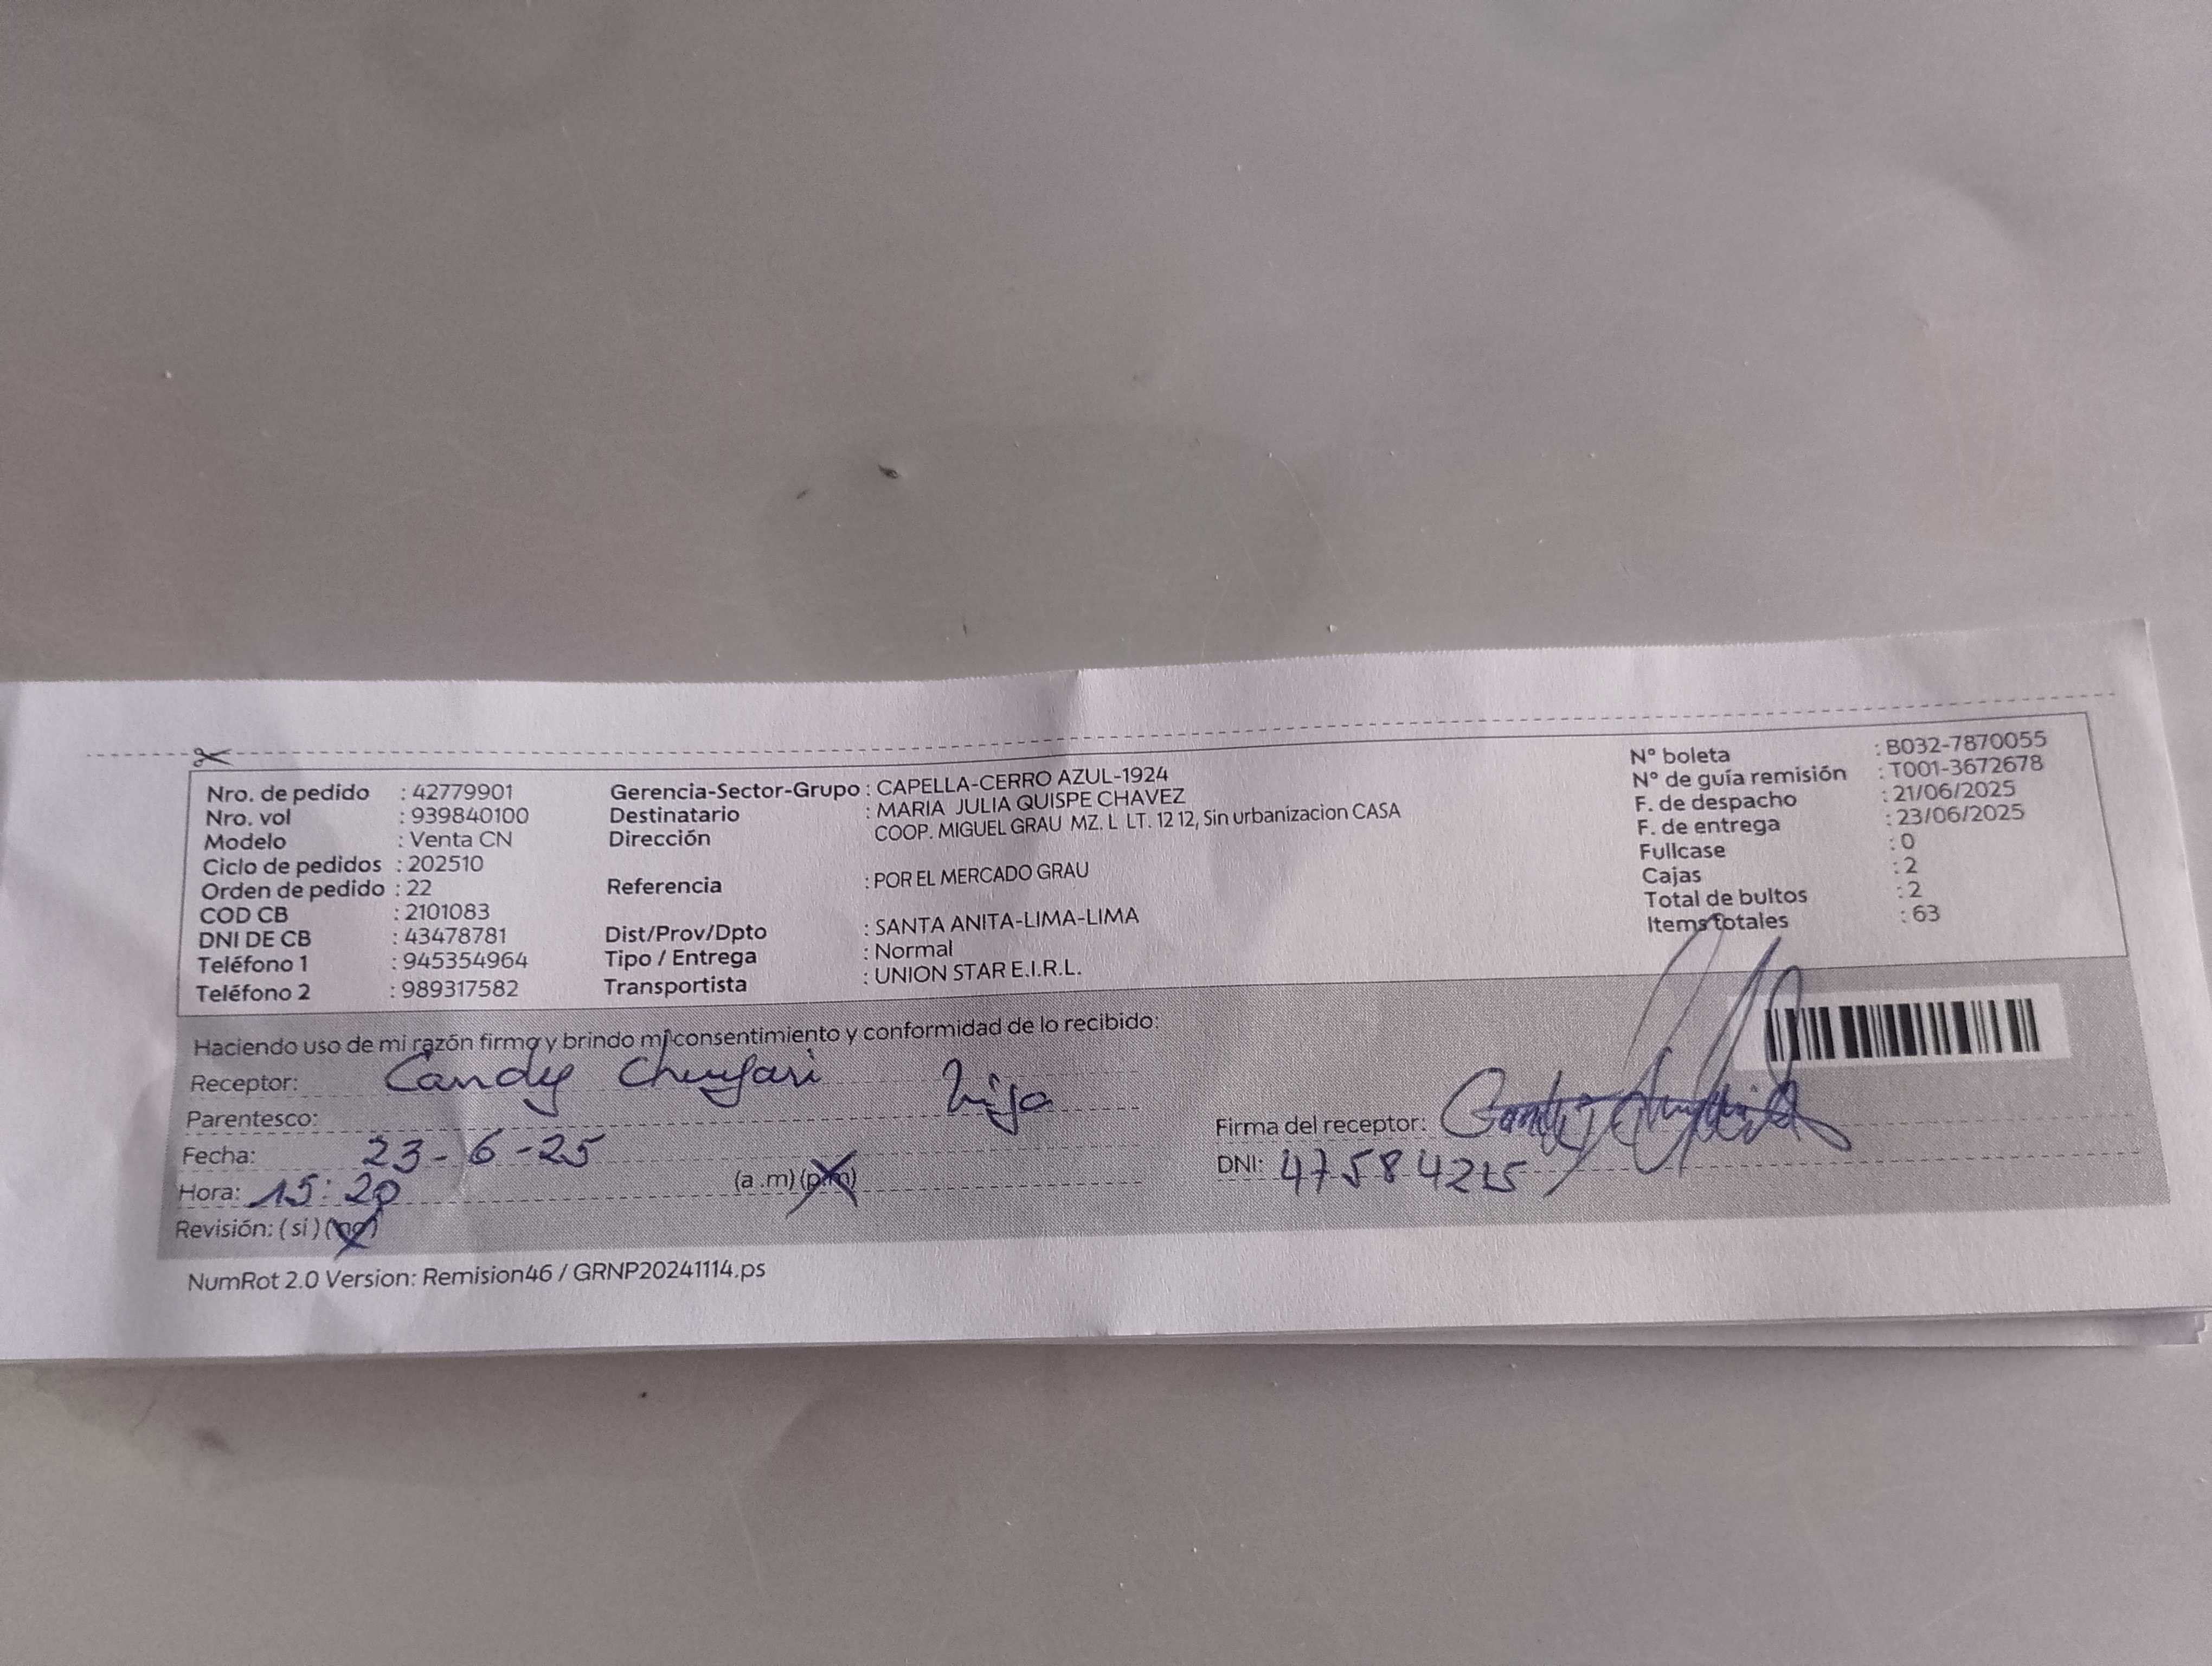 Nro. de pedido : 42779901
Nro. vol : 939840100
Modelo : Venta CN
Ciclo de pedidos : 202510
Orden de pedido : 22
COD CB : 2101083
DNI DE CB : 43478781
Teléfono 1 : 945354964
Teléfono 2 : 989317582
Gerencia-Sector-Grupo : CAPELLA-CERRO AZUL-1924
Destinatario : MARIA JULIA QUISPE CHAVEZ
Dirección COOP. MIGUEL GRAU MZ. L LT. 12 12, Sin urbanizacion CASA
Referencia : POR EL MERCADO GRAU
Dist/Prov/Dpto : SANTA ANITA-LIMA-LIMA
Tipo / Entrega : Normal
Transportista : UNION STAR E.I.R.L.
N° boleta : B032-7870055
N° de guía remisión : T001-3672678
F. de despacho : 21/06/2025
F. de entrega : 23/06/2025
Fullcase : 0
Cajas : 2
Total de bultos : 2
Items totales : 63
Haciendo uso de mi razón firmo y brindo mi consentimiento y conformidad de lo recibido:
Receptor: Candy
Parentesco: hija
Fecha: 23-6-25
Hora: 15:20 (a .m) (p.m)
Revisión: ( si ) (no)
Firma del receptor:
DNI: 47584215
NumRot 2.0 Version: Remision46 / GRNP20241114.ps